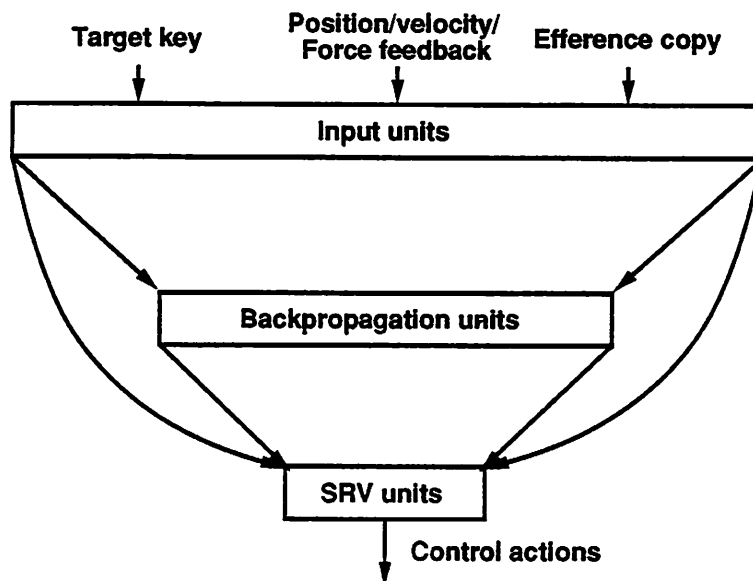 Target key
Position/velocity/
Force feedback
Efference copy
Input units
Backpropagation units
SRV units
Control actions